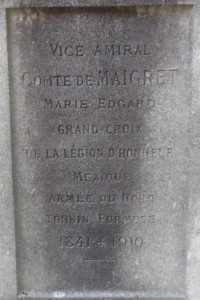 VICE AMIRAL
COMTE DE MAIGRET
MARIE EDGARD
GRAND-CROIX
DE LA LÉGION D'HONNEUR
MEXIQUE
ARMÉE DU NORD
TONKIN FORMOSE
1841 + 1910